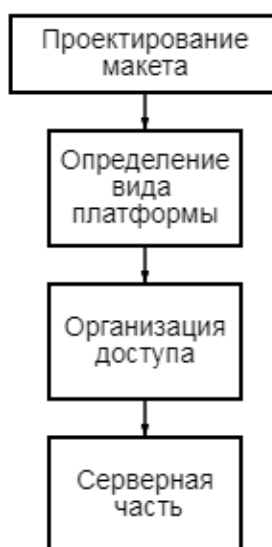 Проектирование
макета
Определение
вида
платформы
Организация
доступа
Серверная
часть